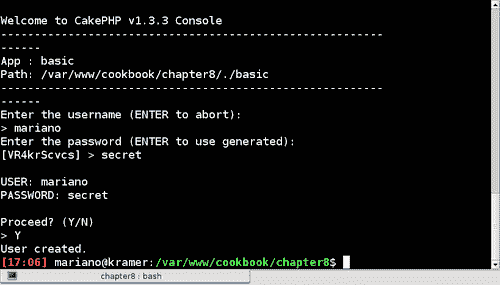 Welcome to CakePHP v1.3.3 Console
---------------------------------------------------
------
App : basic
Path: /var/www/cookbook/chapter8/./basic
---------------------------------------------------
------
Enter the username (ENTER to abort):
> mariano
Enter the password (ENTER to use generated):
[VR4krScvcs] > secret
USER: mariano
PASSWORD: secret
Proceed? (Y/N)
> Y
User created.
[17:06] mariano@kramer:/var/www/cookbook/chapter8$
chapter8 : bash